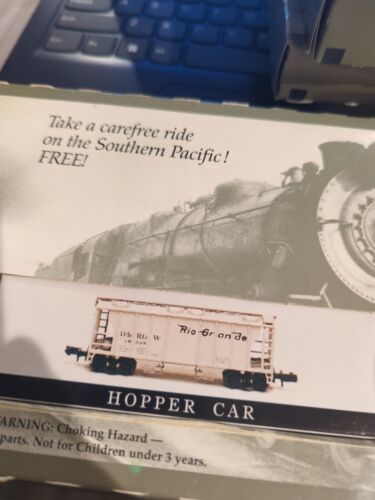 Take a carefree ride
on the Southern Pacific!
FREE!
D&RGW
Rio Grande
HOPPER CAR
WARNING: Choking Hazard —
parts. Not for Children under 3 years.